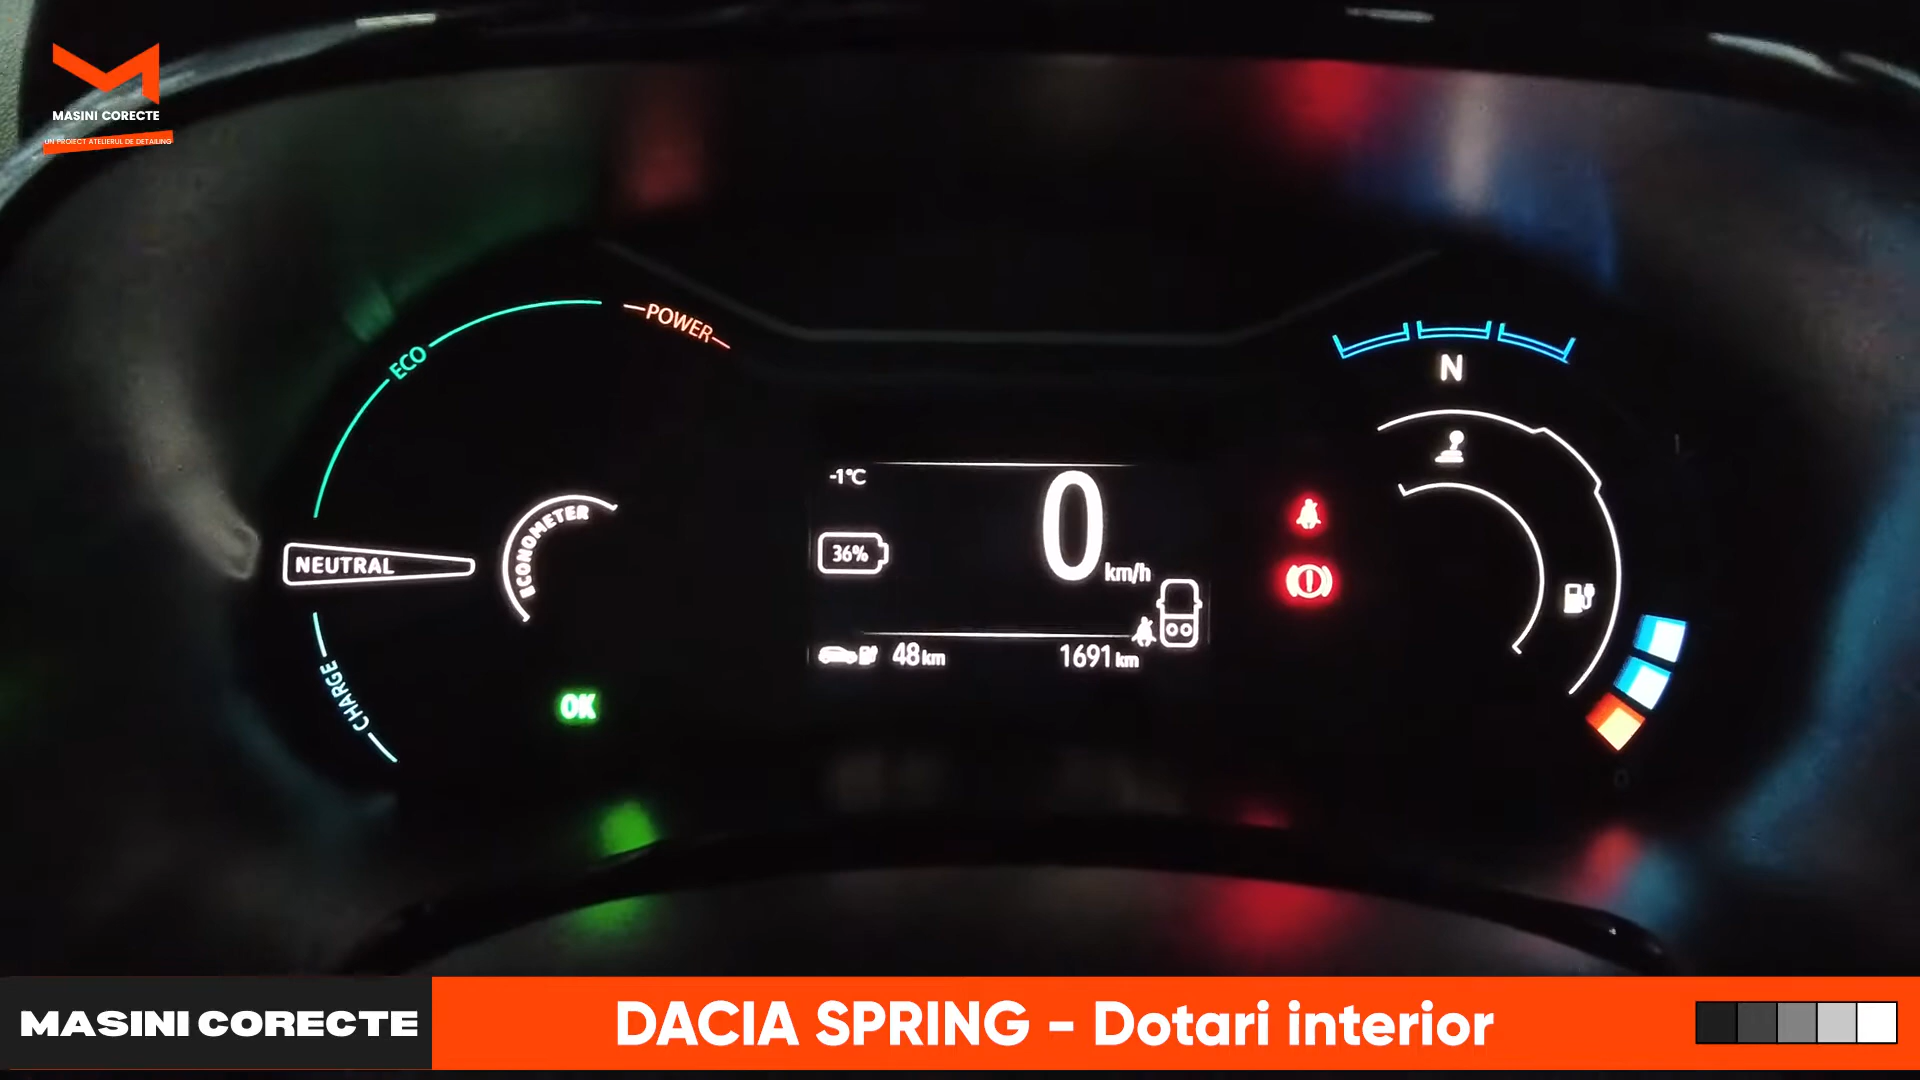 MASINI CORECTE
UN PROIECT ATELIERUL DE DETAILING
POWER
ECO
N
ECONOMETER
-1°C
0 km/h
36%
NEUTRAL
CHARGE
48 km
1691 km
OK
MASINI CORECTE
DACIA SPRING - Dotari interior